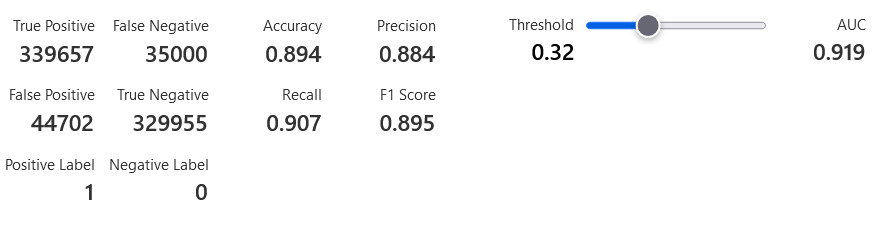 True Positive False Negative Accuracy Precision Threshold AUC
339657 35000 0.894 0.884 0.32 0.919
False Positive True Negative Recall F1 Score
44702 329955 0.907 0.895
Positive Label Negative Label
1 0